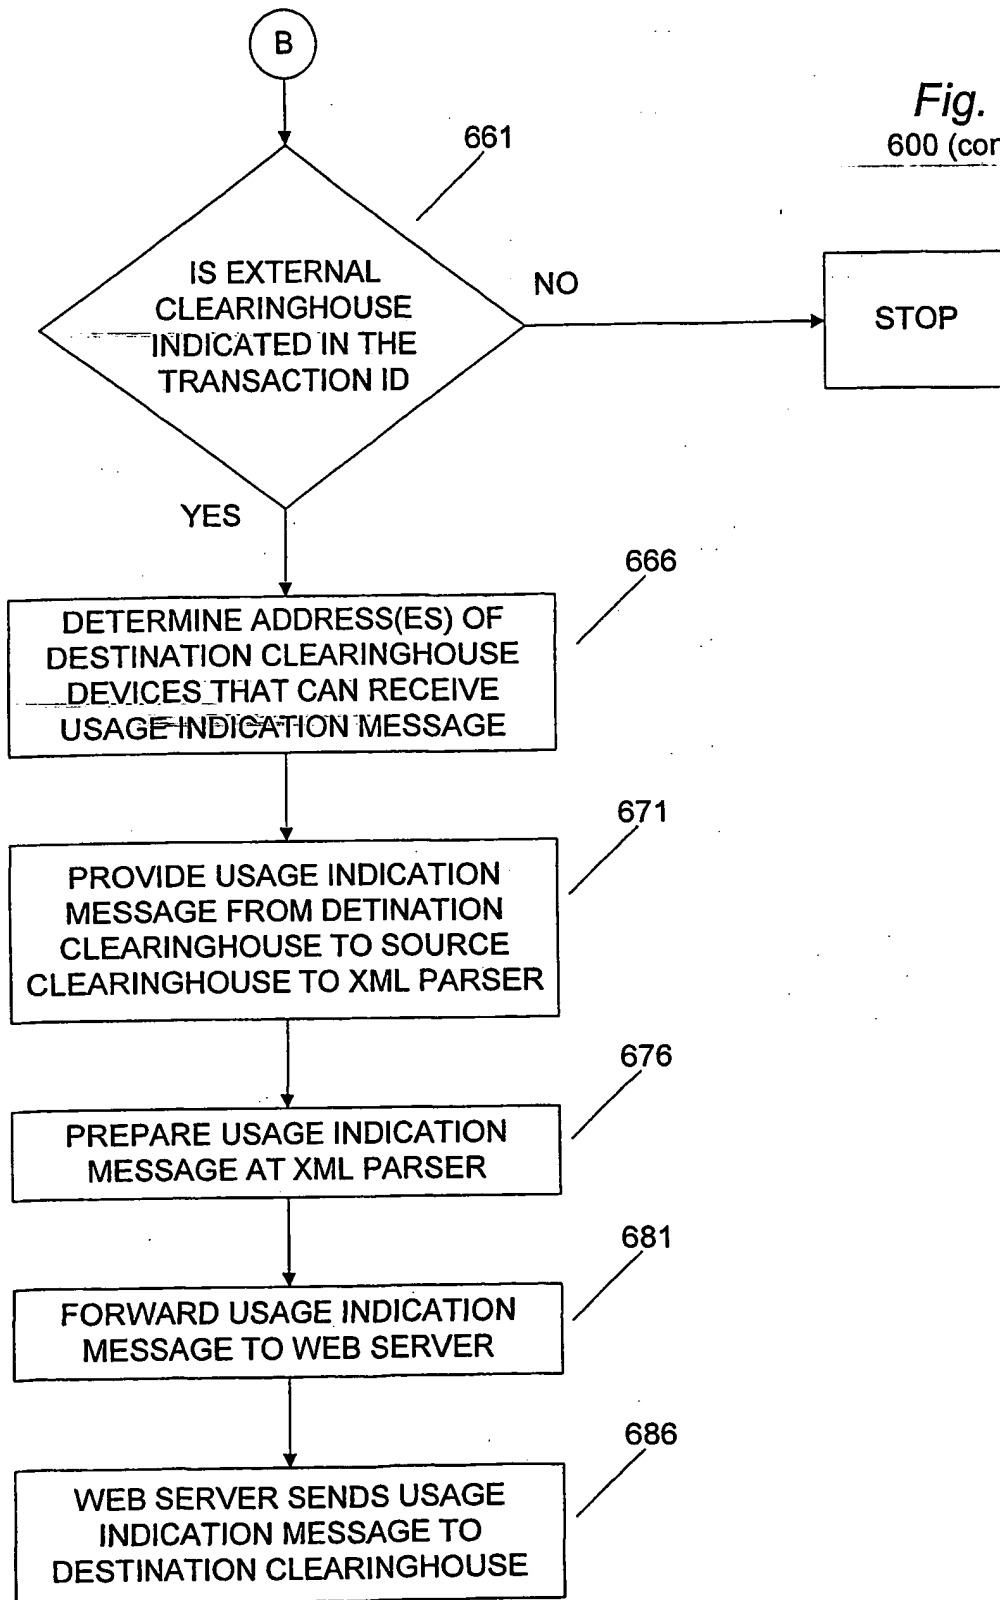 B
Fig.
600 (con
661
IS EXTERNAL
CLEARINGHOUSE
INDICATED IN THE
TRANSACTION ID
NO
STOP
YES
666
DETERMINE ADDRESS(ES) OF
DESTINATION CLEARINGHOUSE
DEVICES THAT CAN RECEIVE
USAGE INDICATION MESSAGE
671
PROVIDE USAGE INDICATION
MESSAGE FROM DETINATION
CLEARINGHOUSE TO SOURCE
CLEARINGHOUSE TO XML PARSER
676
PREPARE USAGE INDICATION
MESSAGE AT XML PARSER
681
FORWARD USAGE INDICATION
MESSAGE TO WEB SERVER
686
WEB SERVER SENDS USAGE
INDICATION MESSAGE TO
DESTINATION CLEARINGHOUSE